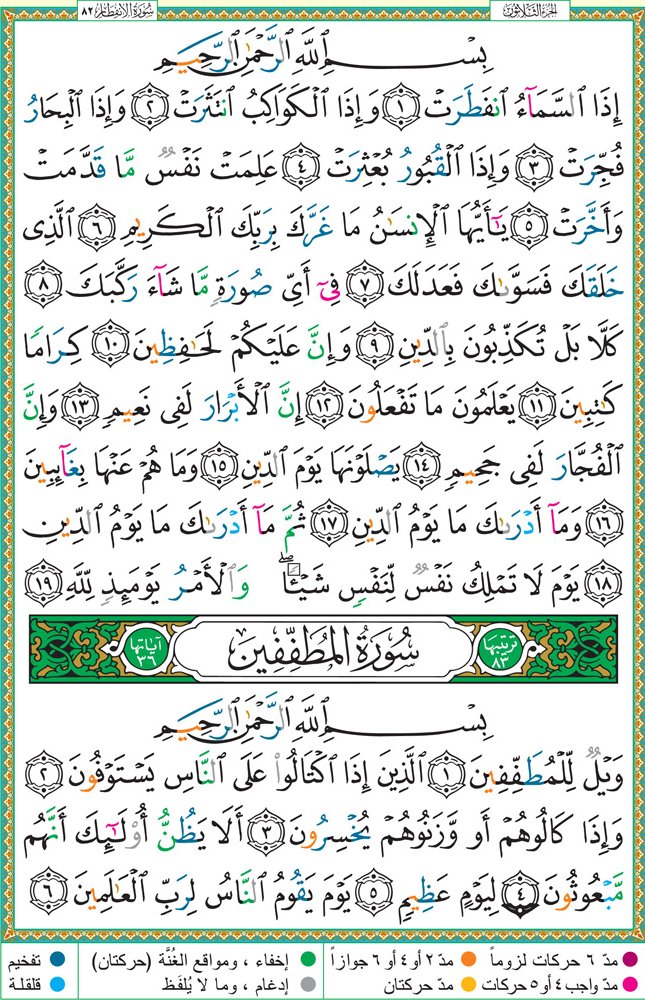 الجزء الثلاثون
سورة الانفطار ٨٢
بِسْمِ ٱللَّهِ ٱلرَّحْمَٰنِ ٱلرَّحِيمِ
إِذَا ٱلسَّمَآءُ ٱنفَطَرَتْ ١ وَإِذَا ٱلْكَوَاكِبُ ٱنتَثَرَتْ ٢ وَإِذَا ٱلْبِحَارُ
فُجِّرَتْ ٣ وَإِذَا ٱلْقُبُورُ بُعْثِرَتْ ٤ عَلِمَتْ نَفْسٌ مَّا قَدَّمَتْ
وَأَخَّرَتْ ٥ يَٰٓأَيُّهَا ٱلْإِنسَٰنُ مَا غَرَّكَ بِرَبِّكَ ٱلْكَرِيمِ ٦ ٱلَّذِى
خَلَقَكَ فَسَوَّىٰكَ فَعَدَلَكَ ٧ فِىٓ أَىِّ صُورَةٍ مَّا شَآءَ رَكَّبَكَ ٨
كَلَّا بَلْ تُكَذِّبُونَ بِٱلدِّينِ ٩ وَإِنَّ عَلَيْكُمْ لَحَٰفِظِينَ ١٠ كِرَامًا
كَٰتِبِينَ ١١ يَعْلَمُونَ مَا تَفْعَلُونَ ١٢ إِنَّ ٱلْأَبْرَارَ لَفِى نَعِيمٍ ١٣ وَإِنَّ
ٱلْفُجَّارَ لَفِى جَحِيمٍ ١٤ يَصْلَوْنَهَا يَوْمَ ٱلدِّينِ ١٥ وَمَا هُمْ عَنْهَا بِغَآئِبِينَ
١٦ وَمَآ أَدْرَىٰكَ مَا يَوْمُ ٱلدِّينِ ١٧ ثُمَّ مَآ أَدْرَىٰكَ مَا يَوْمُ ٱلدِّينِ
١٨ يَوْمَ لَا تَمْلِكُ نَفْسٌ لِّنَفْسٍ شَيْـًٔا ۖ وَٱلْأَمْرُ يَوْمَئِذٍ لِّلَّهِ ١٩
ترتيبها ٨٣ سُورَةُ المُطَفِّفِينَ آياتها ٣٦
بِسْمِ ٱللَّهِ ٱلرَّحْمَٰنِ ٱلرَّحِيمِ
وَيْلٌ لِّلْمُطَفِّفِينَ ١ ٱلَّذِينَ إِذَا ٱكْتَالُوا۟ عَلَى ٱلنَّاسِ يَسْتَوْفُونَ ٢
وَإِذَا كَالُوهُمْ أَو وَّزَنُوهُمْ يُخْسِرُونَ ٣ أَلَا يَظُنُّ أُو۟لَٰٓئِكَ أَنَّهُم
مَّبْعُوثُونَ ٤ لِيَوْمٍ عَظِيمٍ ٥ يَوْمَ يَقُومُ ٱلنَّاسُ لِرَبِّ ٱلْعَٰلَمِينَ ٦
مدّ ٦ حركات لزوماً مدّ ٢ أو ٤ أو ٦ جوازاً إخفاء ، ومواقع الغُنَّة (حركتان) تفخيم
مدّ واجب ٤ أو ٥ حركات مدّ حركتان إدغام ، وما لا يُلفَظ قلقلة